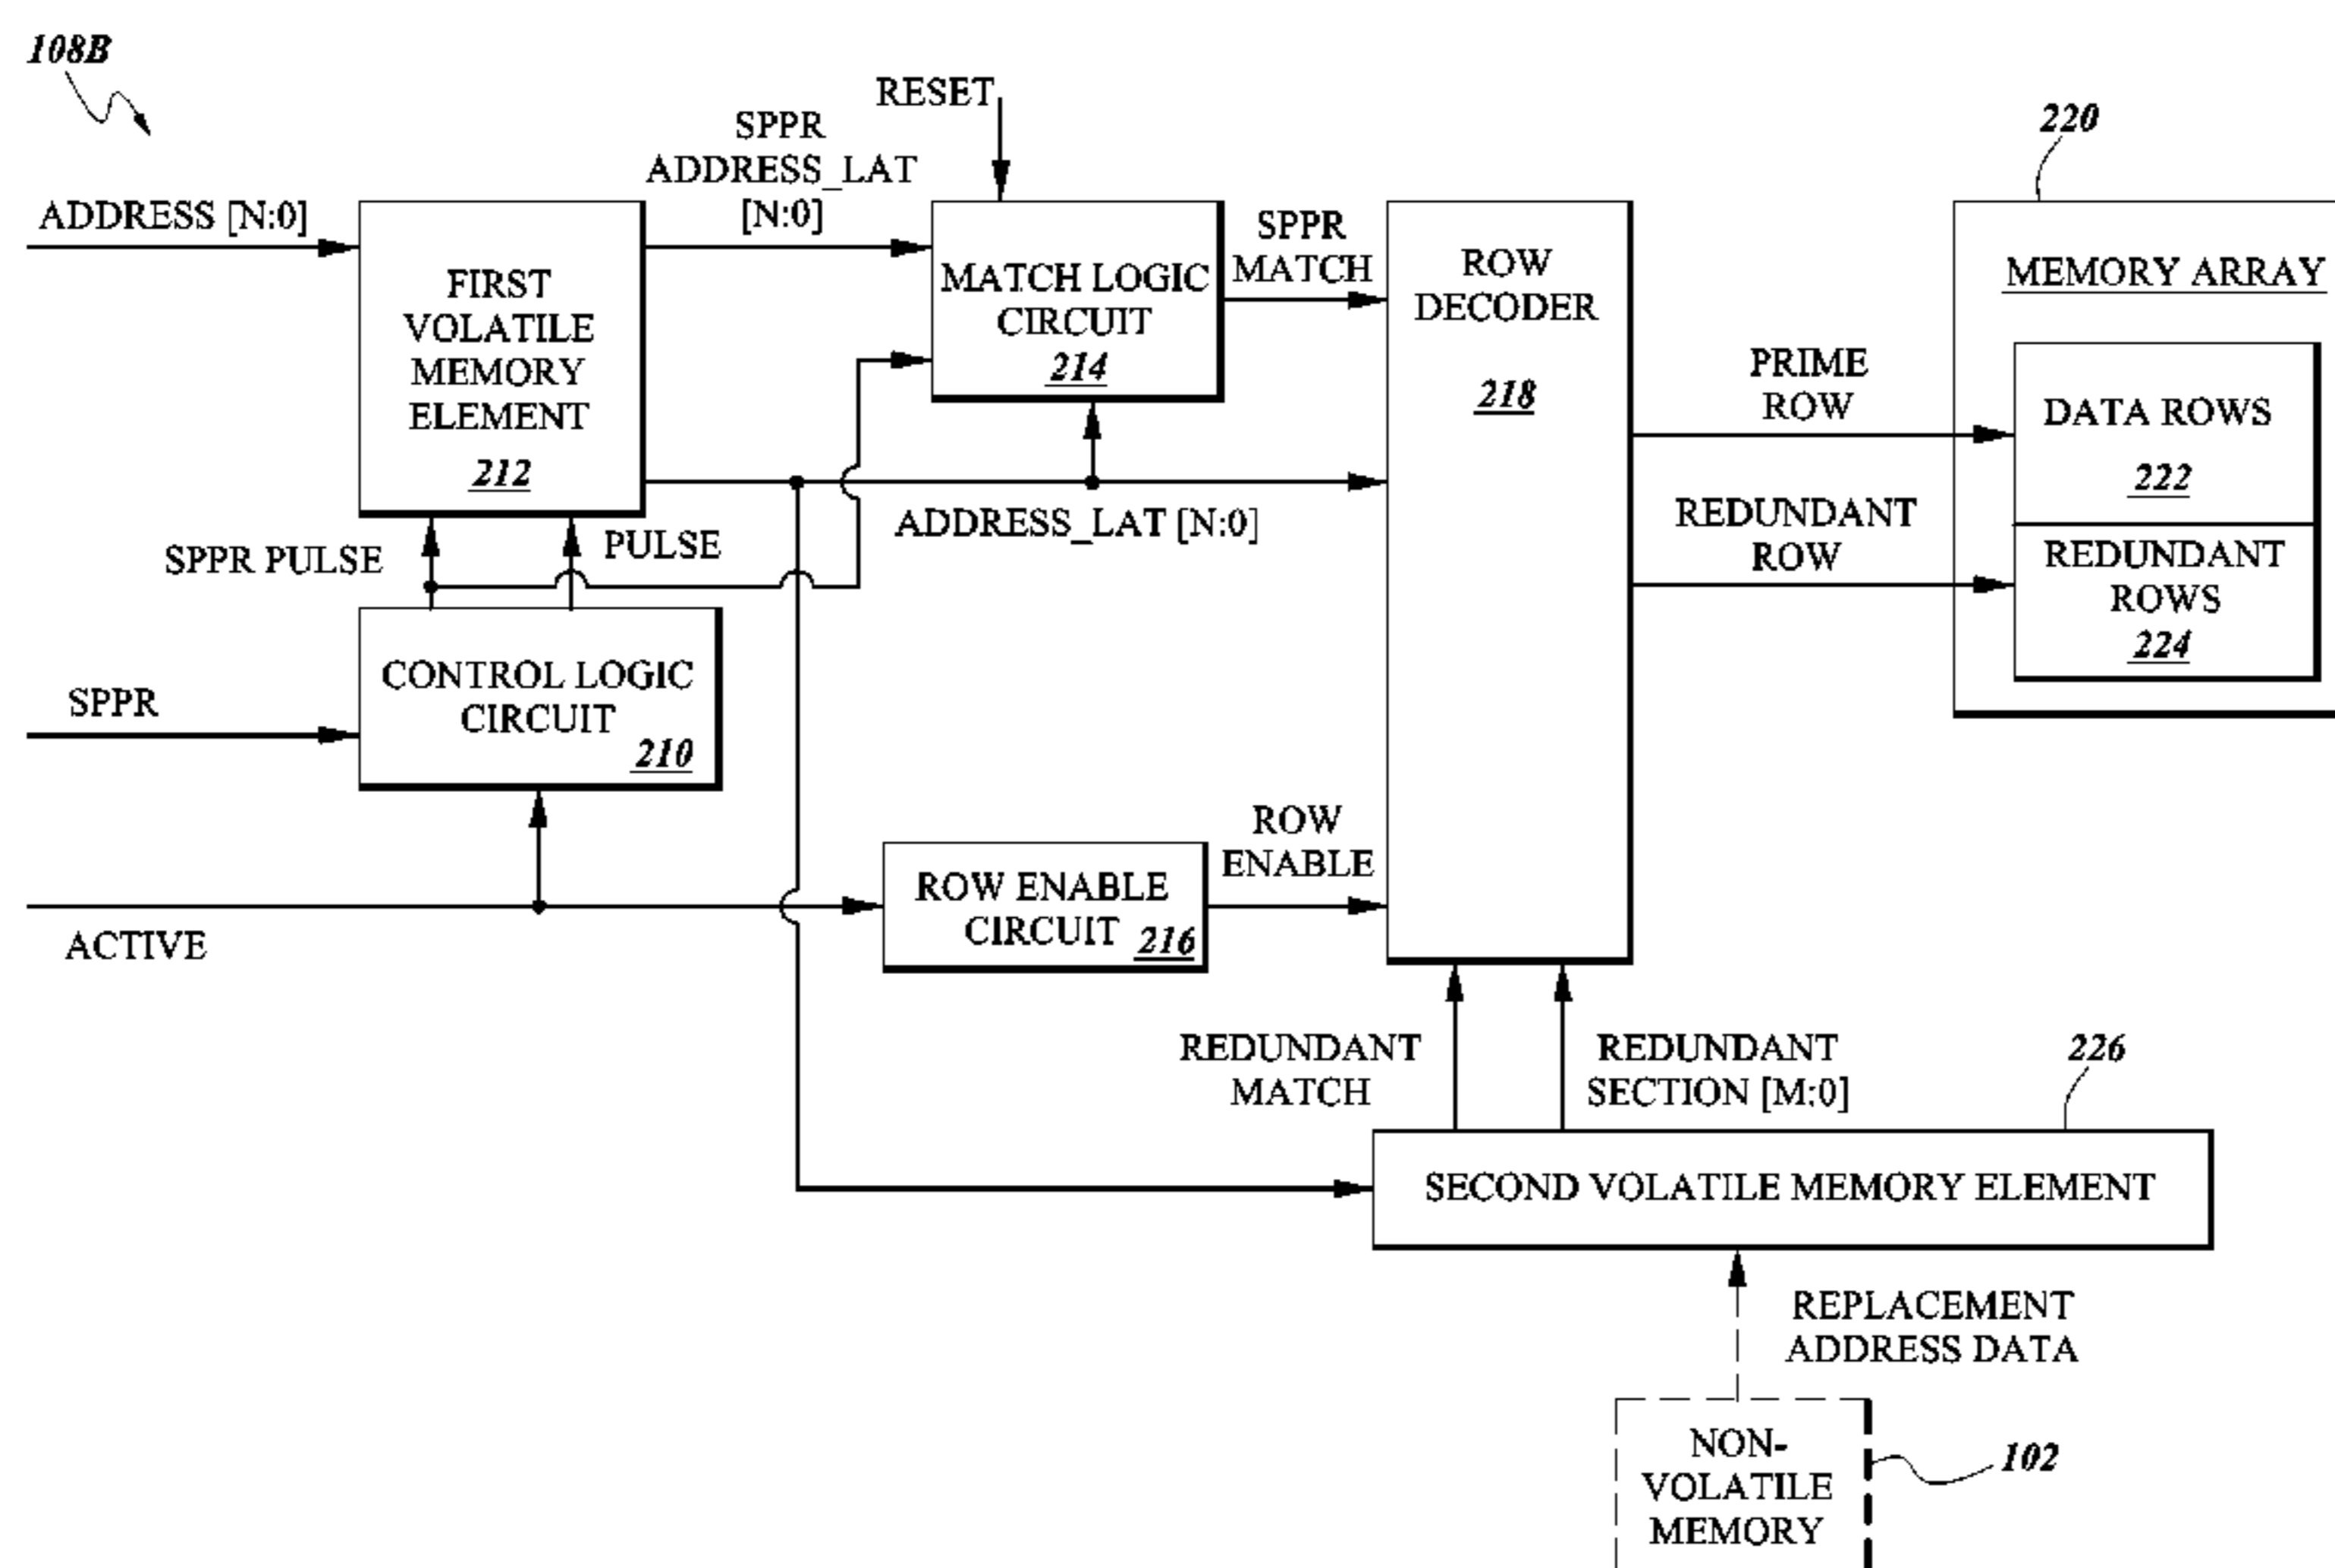 108B
RESET
SPPR
ADDRESS_LAT
[N:0]
220
ADDRESS [N:0]
FIRST
VOLATILE
MEMORY
ELEMENT
212
MATCH LOGIC
CIRCUIT
214
SPPR
MATCH
ROW
DECODER
218
MEMORY ARRAY
PRIME
ROW
DATA ROWS
222
REDUNDANT
ROW
REDUNDANT
ROWS
224
SPPR PULSE
PULSE
ADDRESS_LAT [N:0]
SPPR
CONTROL LOGIC
CIRCUIT
210
ACTIVE
ROW ENABLE
CIRCUIT 216
ROW
ENABLE
REDUNDANT
MATCH
REDUNDANT
SECTION [M:0]
226
SECOND VOLATILE MEMORY ELEMENT
REPLACEMENT
ADDRESS DATA
NON-
VOLATILE
MEMORY
102